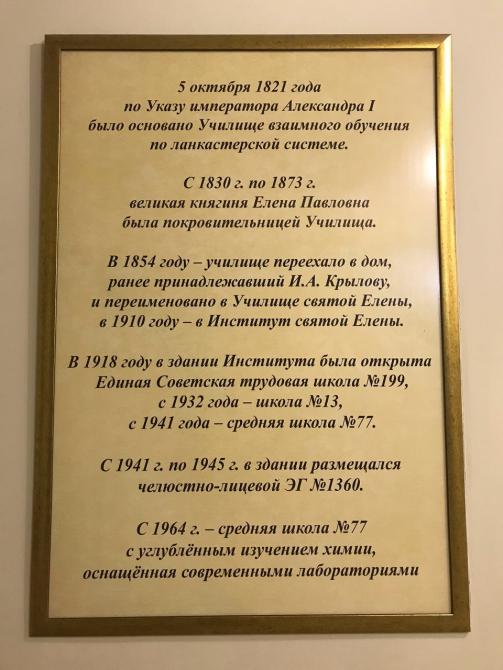 5 октября 1821 года
по Указу императора Александра I
было основано Училище взаимного обучения
по ланкастерской системе.
С 1830 г. по 1873 г.
великая княгиня Елена Павловна
была покровительницей Училища.
В 1854 году – училище переехало в дом,
ранее принадлежавший И.А. Крылову,
и переименовано в Училище святой Елены,
в 1910 году – в Институт святой Елены.
В 1918 году в здании Института была открыта
Единая Советская трудовая школа №199,
с 1932 года – школа №13,
с 1941 года – средняя школа №77.
С 1941 г. по 1945 г. в здании размещался
челюстно-лицевой ЭГ №1360.
С 1964 г. – средняя школа №77
с углублённым изучением химии,
оснащённая современными лабораториями